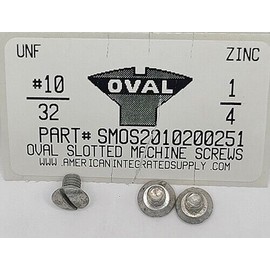 UNF OVAL ZINC
#10 1
32 4
PART# SMOS2010200251
OVAL SLOTTED MACHINE SCREWS
WWW.AMERICANINTEGRATEDSUPPLY.COM